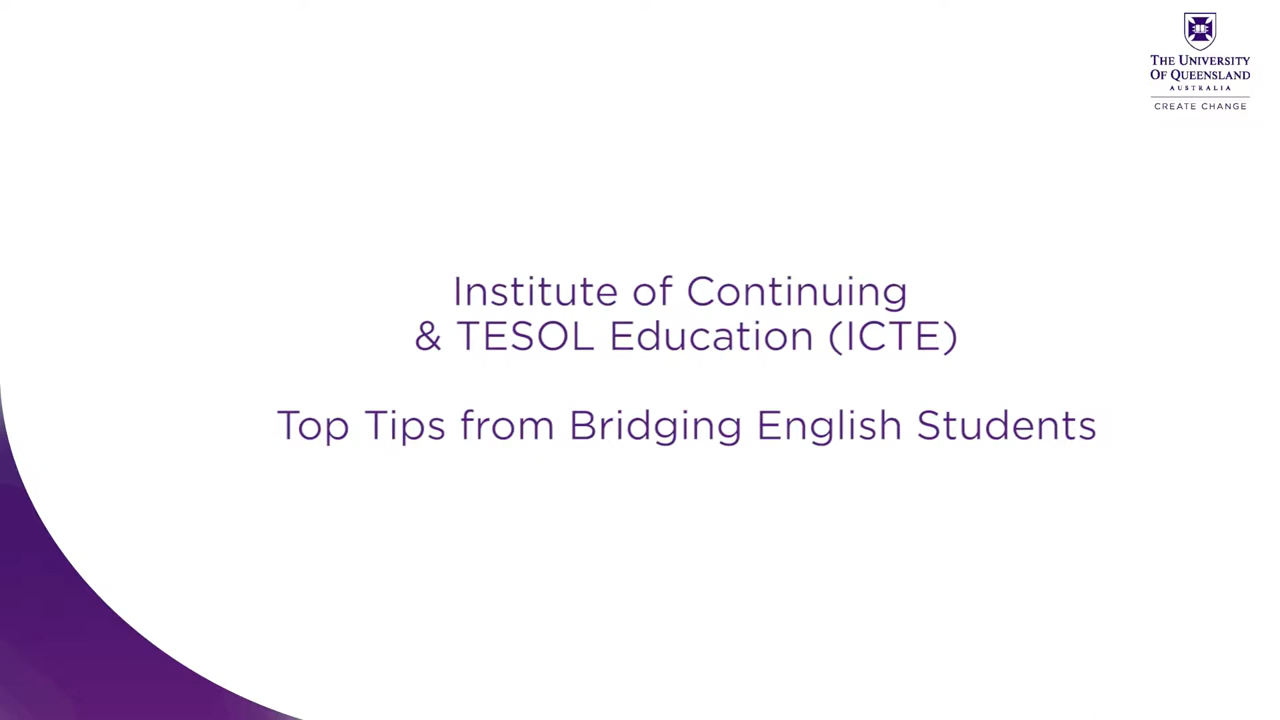 THE UNIVERSITY
OF QUEENSLAND
AUSTRALIA
CREATE CHANGE
Institute of Continuing
& TESOL Education (ICTE)
Top Tips from Bridging English Students